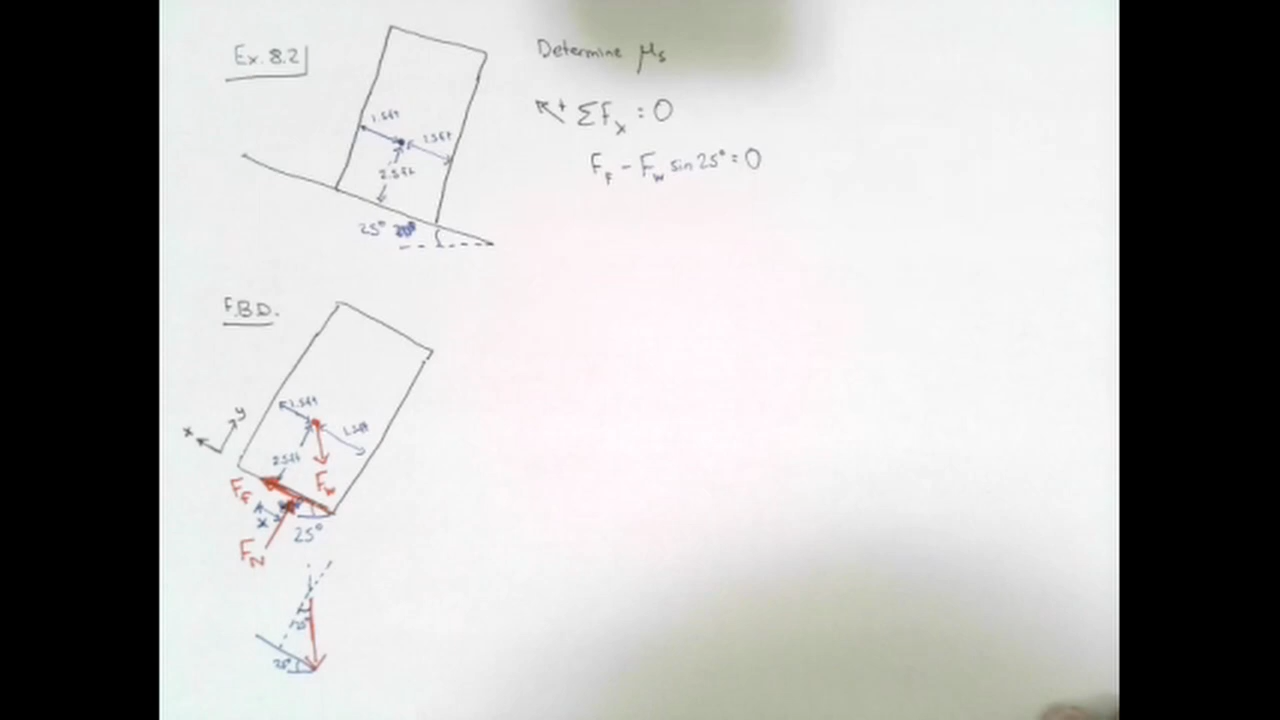 Ex. 8.2
Determine μs
↖+ ΣFx = 0
FF - Fw sin 25° = 0
1.5ft
1.5ft
2.5ft
25°
F.B.D.
y
x
1.5ft
1.5ft
2.5ft
FF
Fw
x
25°
FN
25°
25°